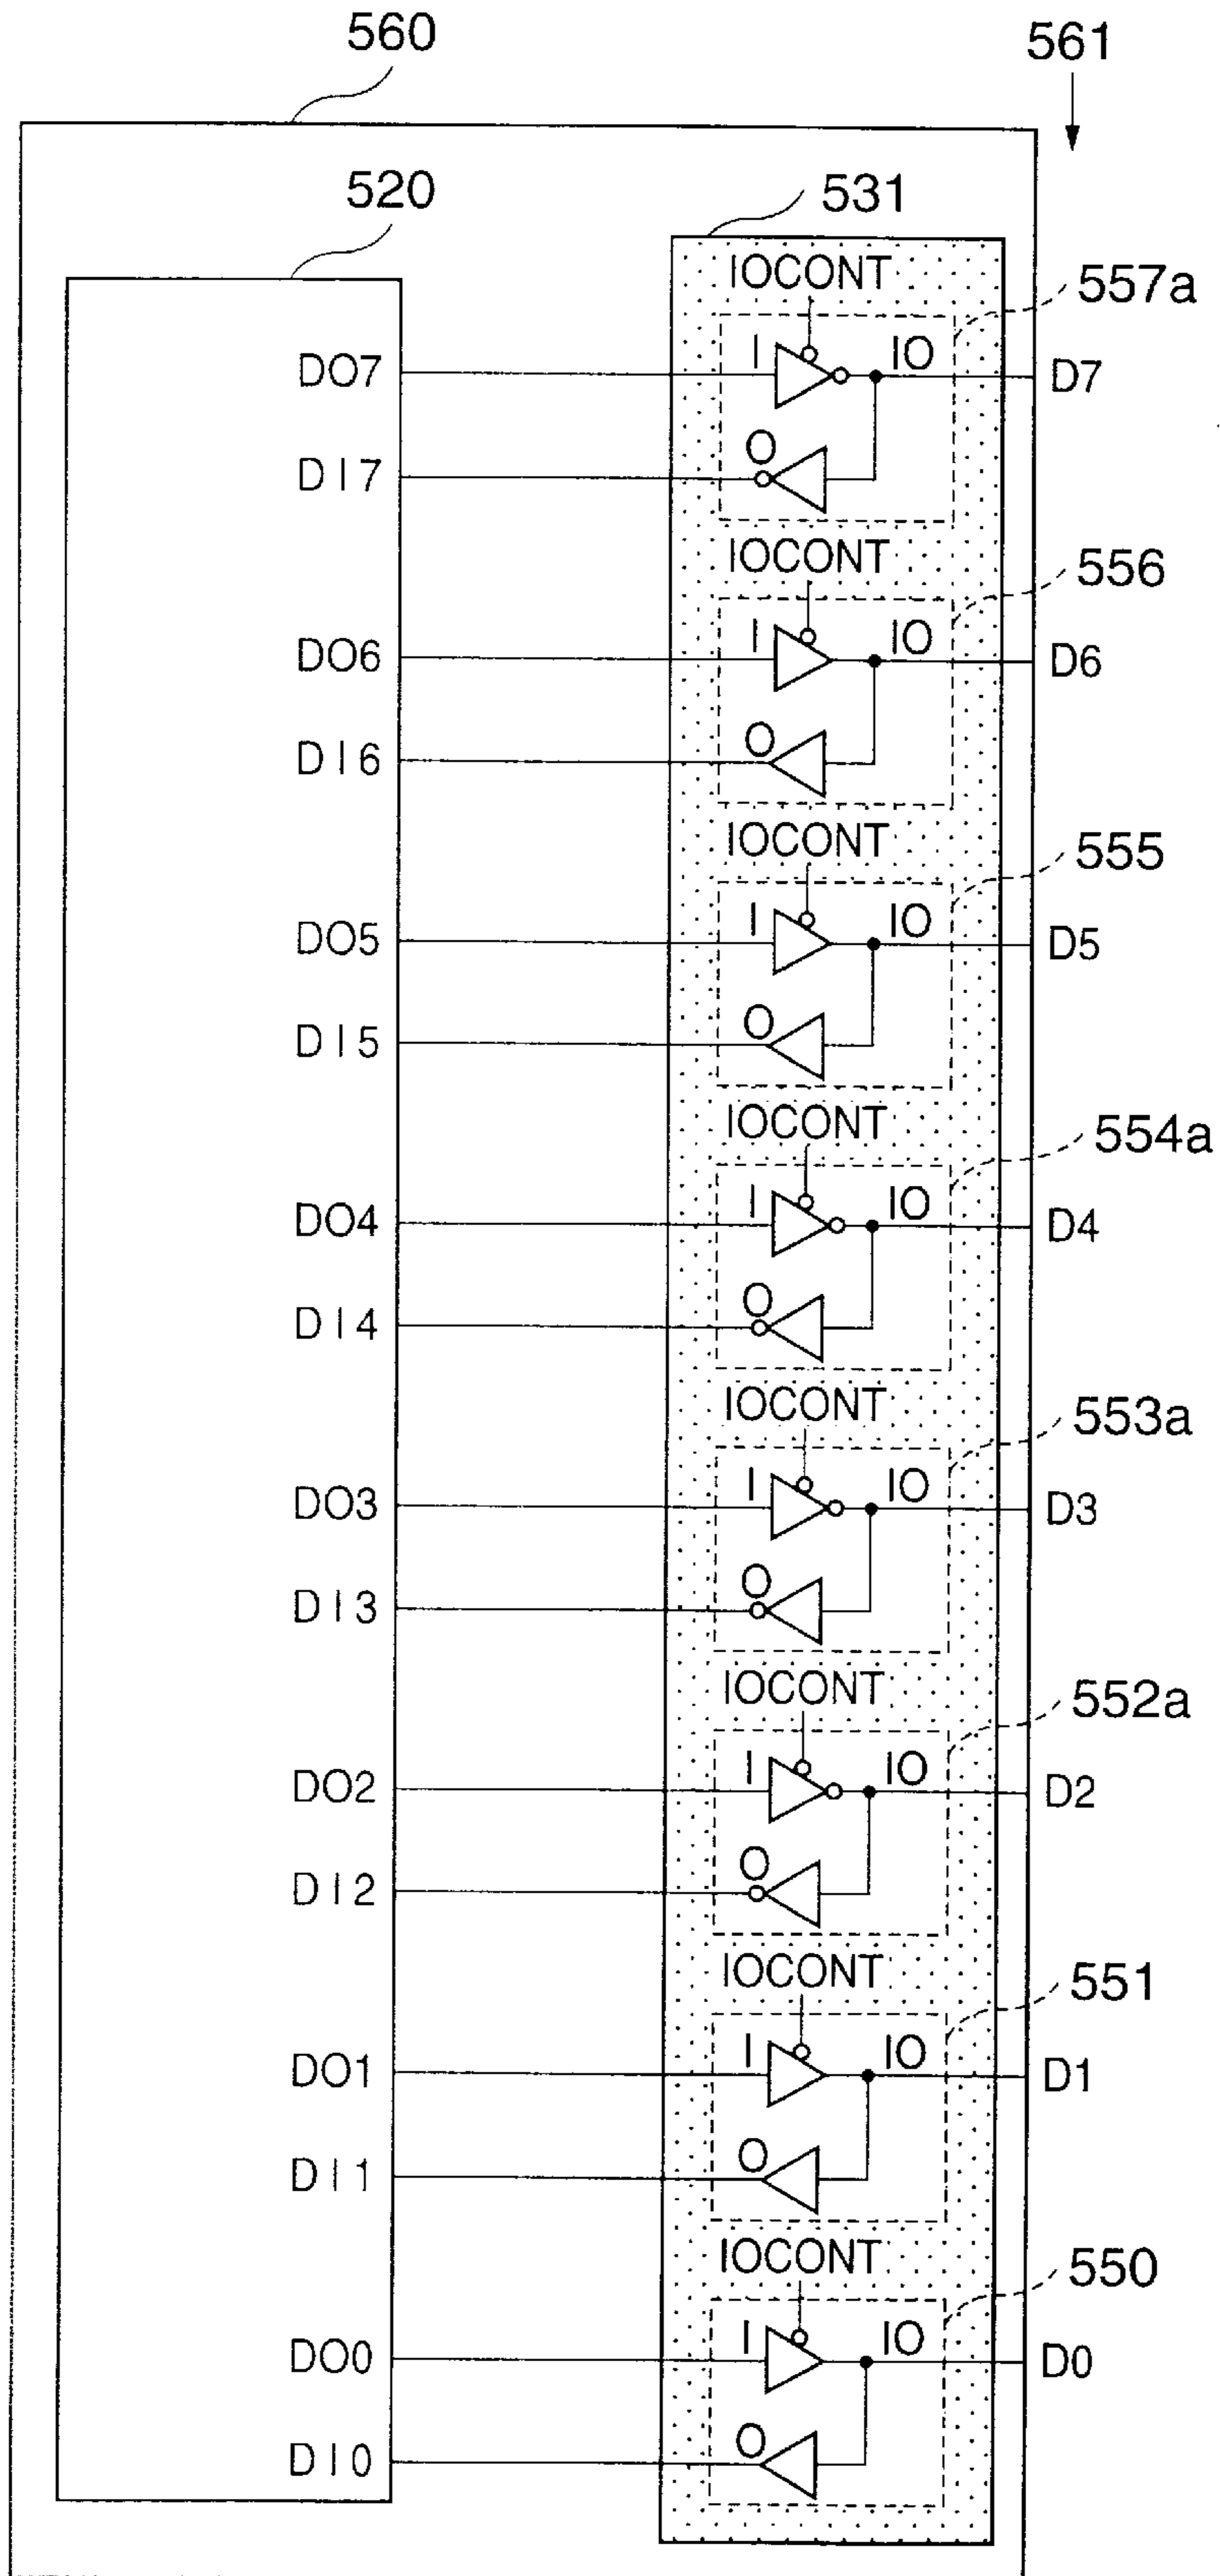 560
561
520
531
IOCONT
557a
DO7
I
IO
D7
DI7
O
IOCONT
556
DO6
I
IO
D6
DI6
O
IOCONT
555
DO5
I
IO
D5
DI5
O
IOCONT
554a
DO4
I
IO
D4
DI4
O
IOCONT
553a
DO3
I
IO
D3
DI3
O
IOCONT
552a
DO2
I
IO
D2
DI2
O
IOCONT
551
DO1
I
IO
D1
DI1
O
IOCONT
550
DO0
I
IO
D0
DI0
O